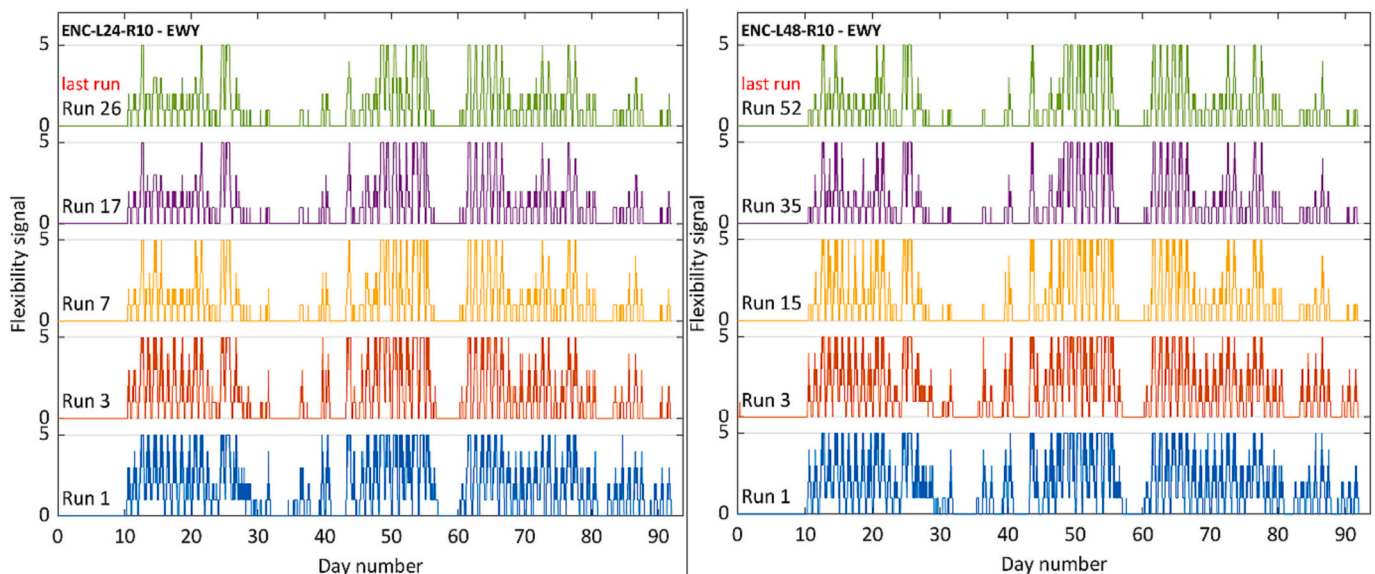 ENC-L24-R10 - EWY
5
last run
Run 26
0
5
Run 17
0
5
Run 7
0
5
Run 3
0
5
Run 1
0
Flexibility signal
0 10 20 30 40 50 60 70 80 90
Day number
ENC-L48-R10 - EWY
5
last run
Run 52
0
5
Run 35
0
5
Run 15
0
5
Run 3
0
5
Run 1
0
Flexibility signal
0 10 20 30 40 50 60 70 80 90
Day number